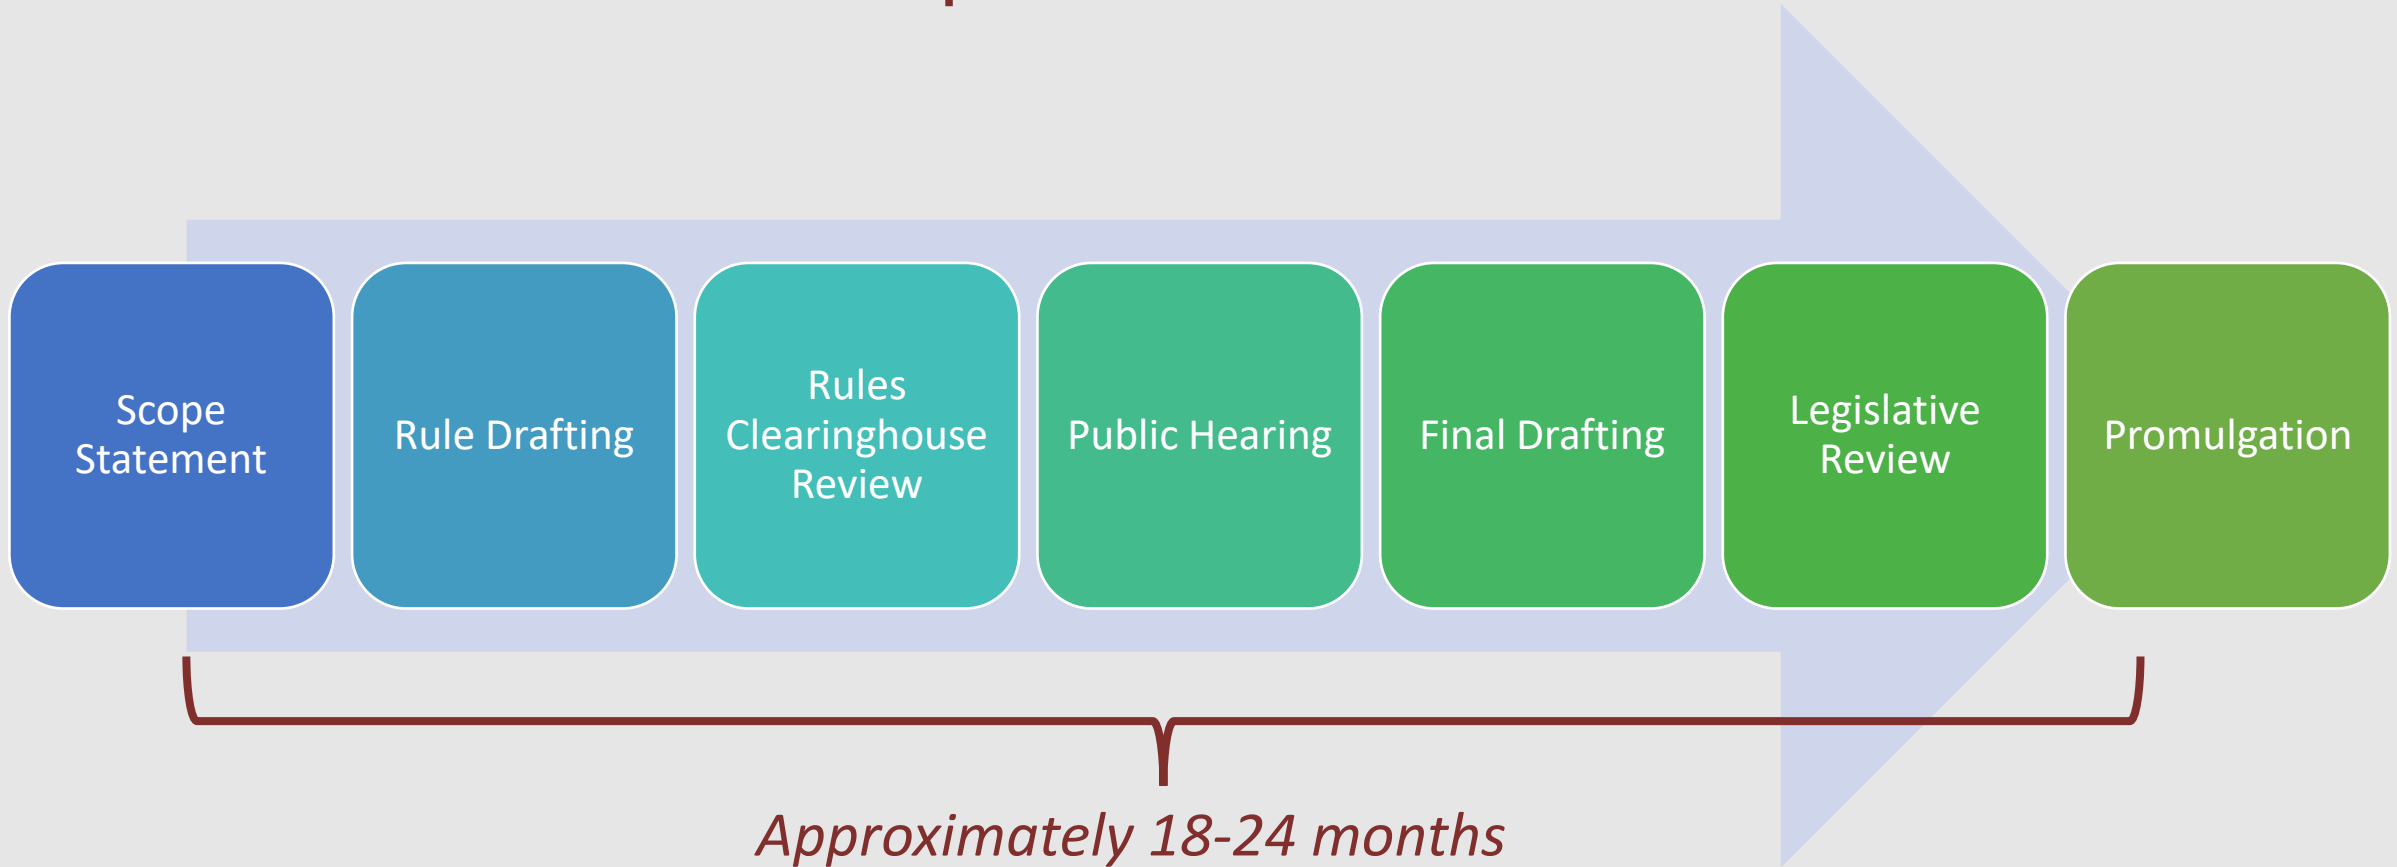 Scope
Statement
Rule Drafting
Rules
Clearinghouse
Review
Public Hearing
Final Drafting
Legislative
Review
Promulgation
Approximately 18-24 months